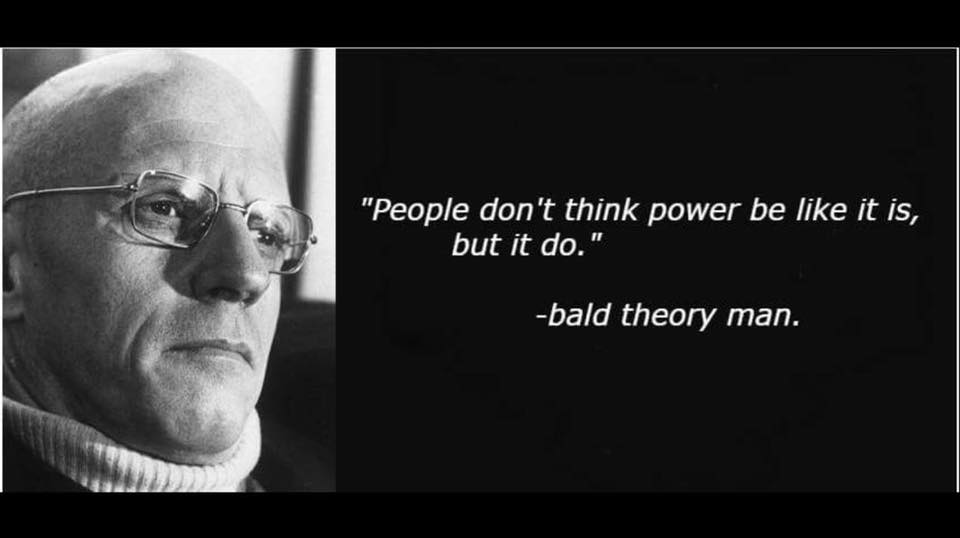 "People don't think power be like it is,
but it do."
-bald theory man.